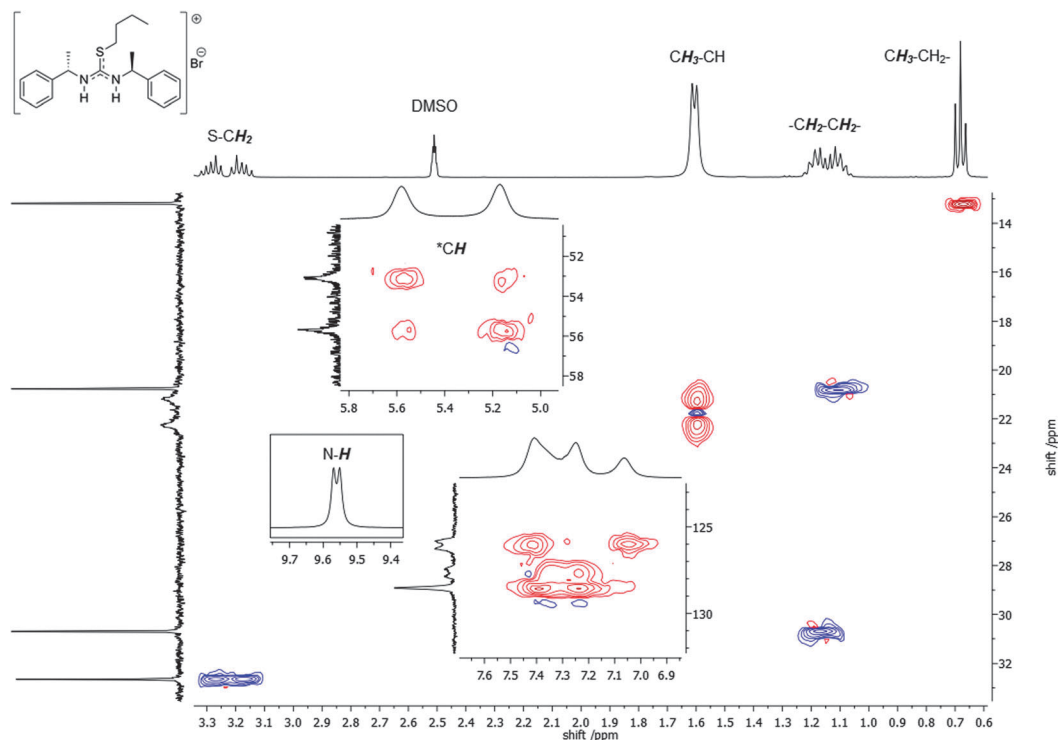 +
S
Br⊖
N
N
H
H
S-CH2
DMSO
CH3-CH
-CH2-CH2-
CH3-CH2-
*CH
52
54
56
58
5.8 5.6 5.4 5.2 5.0
N-H
9.7 9.6 9.5 9.4
125
130
7.6 7.5 7.4 7.3 7.2 7.1 7.0 6.9
14
16
18
20
22
24
26
28
30
32
shift /ppm
3.3 3.2 3.1 3.0 2.9 2.8 2.7 2.6 2.5 2.4 2.3 2.2 2.1 2.0 1.9 1.8 1.7 1.6 1.5 1.4 1.3 1.2 1.1 1.0 0.9 0.8 0.7 0.6
shift /ppm